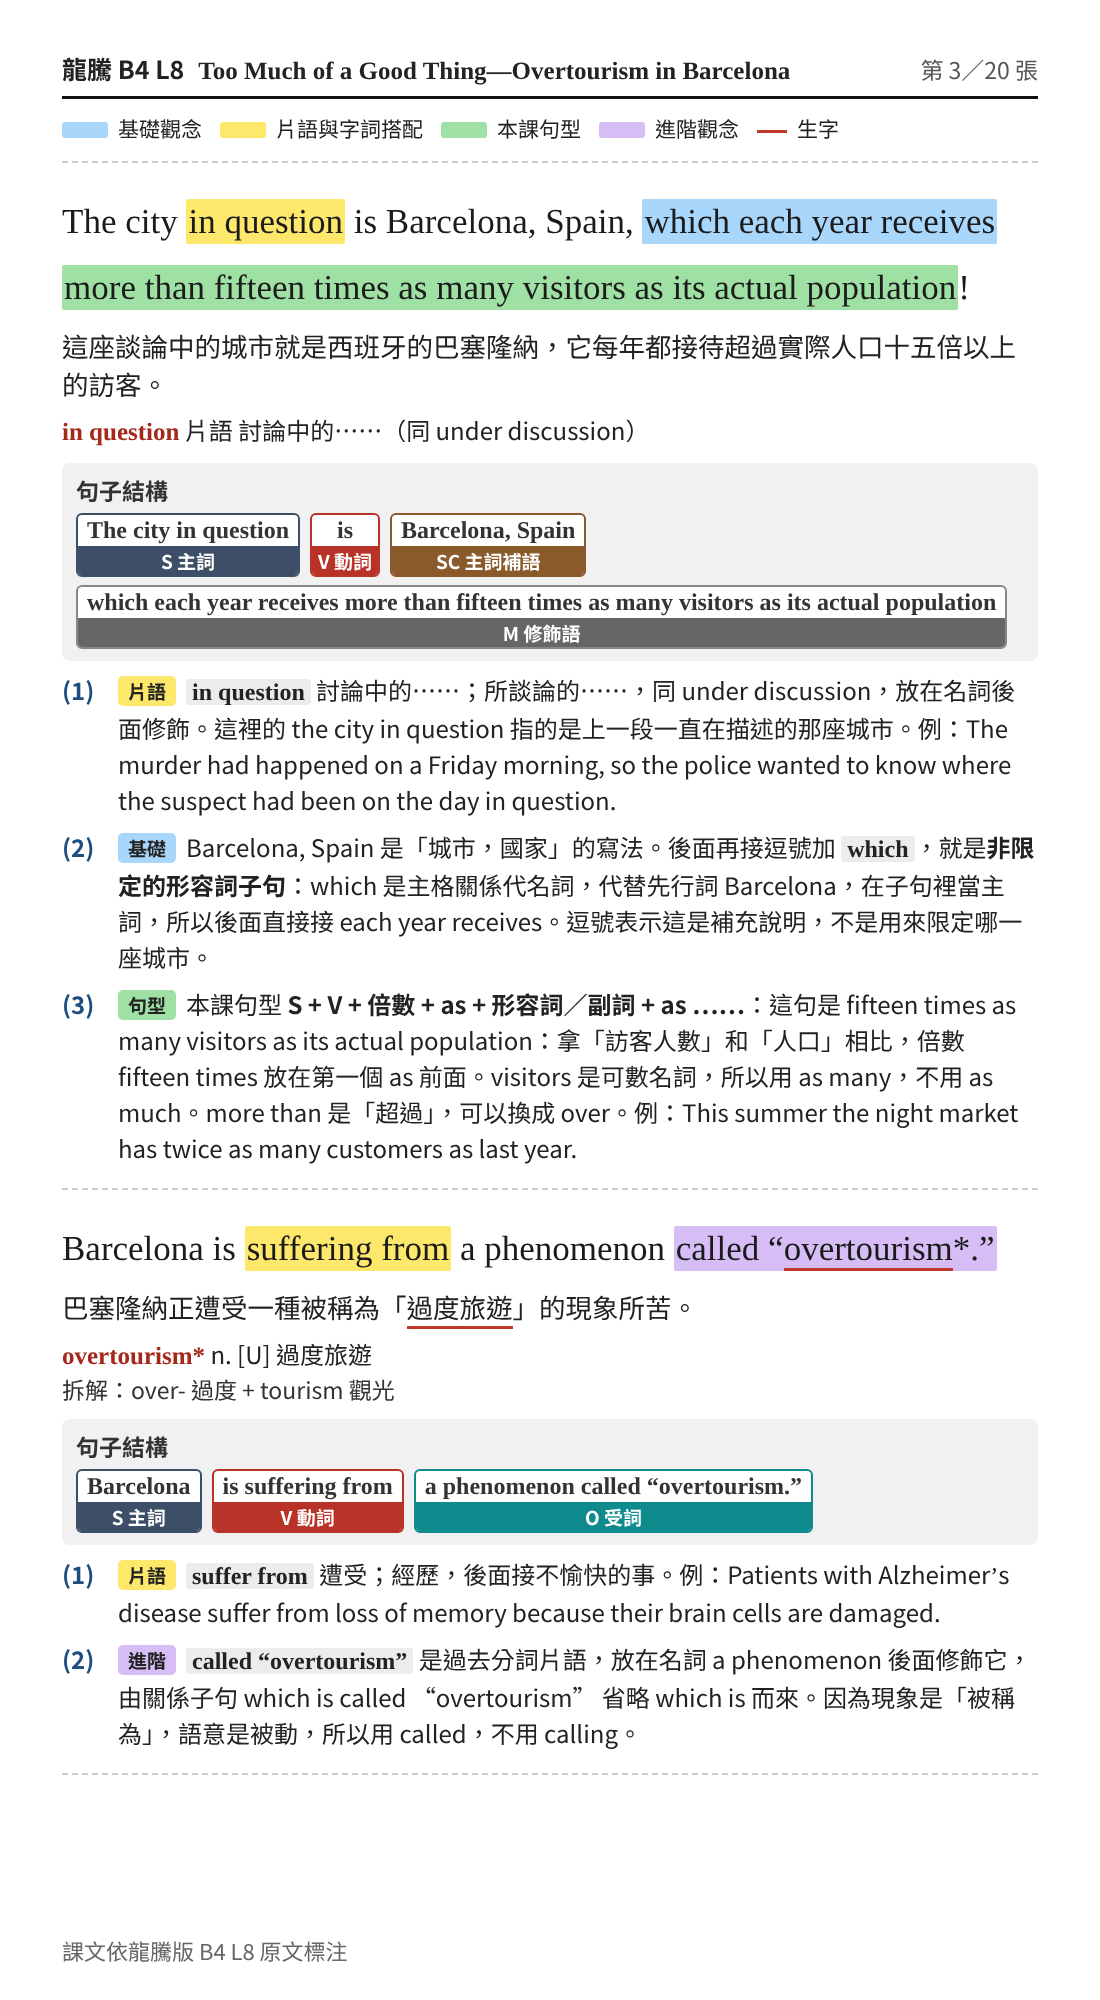 龍騰 B4 L8 Too Much of a Good Thing—Overtourism in Barcelona 第 3／20 張
基礎觀念 片語與字詞搭配 本課句型 進階觀念 生字
The city in question is Barcelona, Spain, which each year receives
more than fifteen times as many visitors as its actual population!
這座談論中的城市就是西班牙的巴塞隆納，它每年都接待超過實際人口十五倍以上
的訪客。
in question 片語 討論中的⋯⋯（同 under discussion）
句子結構
The city in question is Barcelona, Spain
S 主詞 V 動詞 SC 主詞補語
which each year receives more than fifteen times as many visitors as its actual population
M 修飾語
(1) 片語 in question 討論中的⋯⋯；所談論的⋯⋯，同 under discussion，放在名詞後
面修飾。這裡的 the city in question 指的是上一段一直在描述的那座城市。例：The
murder had happened on a Friday morning, so the police wanted to know where
the suspect had been on the day in question.
(2) 基礎 Barcelona, Spain 是「城市，國家」的寫法。後面再接逗號加 which，就是非限
定的形容詞子句：which 是主格關係代名詞，代替先行詞 Barcelona，在子句裡當主
詞，所以後面直接接 each year receives。逗號表示這是補充說明，不是用來限定哪一
座城市。
(3) 句型 本課句型 S + V + 倍數 + as + 形容詞／副詞 + as ……：這句是 fifteen times as
many visitors as its actual population：拿「訪客人數」和「人口」相比，倍數
fifteen times 放在第一個 as 前面。visitors 是可數名詞，所以用 as many，不用 as
much。more than 是「超過」，可以換成 over。例：This summer the night market
has twice as many customers as last year.
Barcelona is suffering from a phenomenon called “overtourism*.”
巴塞隆納正遭受一種被稱為「過度旅遊」的現象所苦。
overtourism* n. [U] 過度旅遊
拆解：over- 過度 + tourism 觀光
句子結構
Barcelona is suffering from a phenomenon called “overtourism.”
S 主詞 V 動詞 O 受詞
(1) 片語 suffer from 遭受；經歷，後面接不愉快的事。例：Patients with Alzheimer’s
disease suffer from loss of memory because their brain cells are damaged.
(2) 進階 called “overtourism” 是過去分詞片語，放在名詞 a phenomenon 後面修飾它，
由關係子句 which is called “overtourism” 省略 which is 而來。因為現象是「被稱
為」，語意是被動，所以用 called，不用 calling。
課文依龍騰版 B4 L8 原文標注